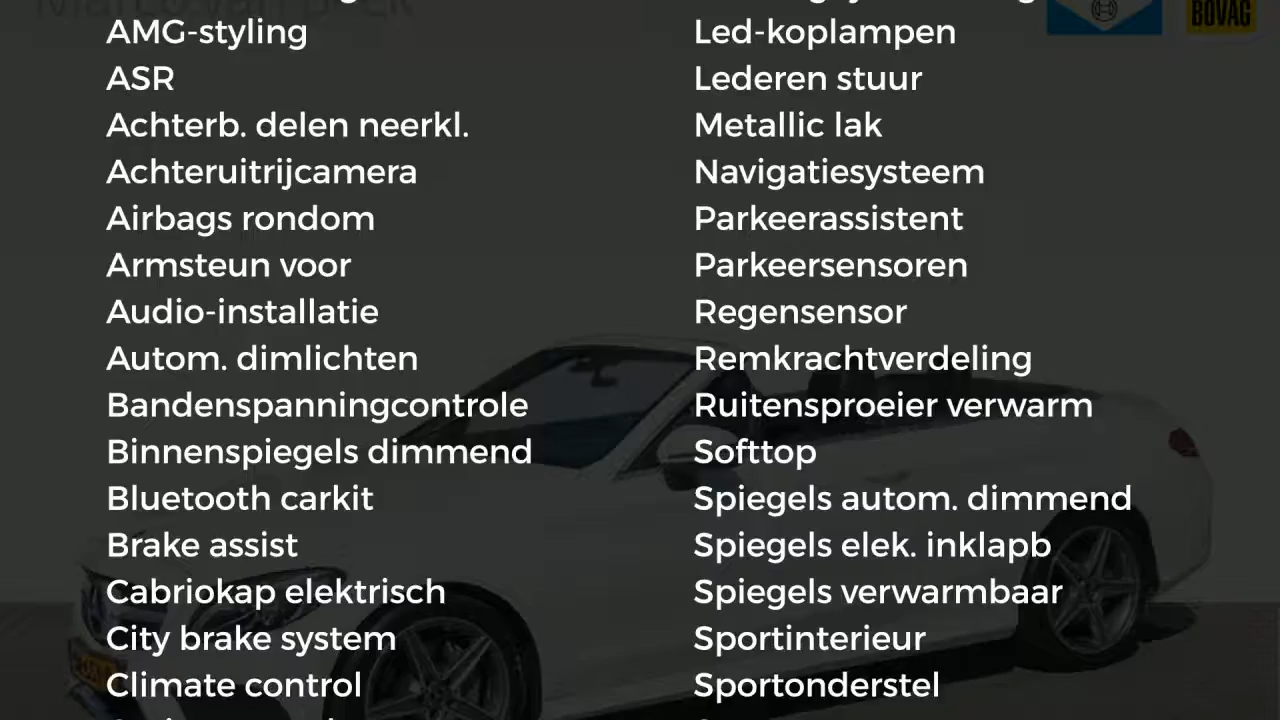 AMG-styling
ASR
Achterb. delen neerkl.
Achteruitrijcamera
Airbags rondom
Armsteun voor
Audio-installatie
Autom. dimlichten
Bandenspanningcontrole
Binnenspiegels dimmend
Bluetooth carkit
Brake assist
Cabriokap elektrisch
City brake system
Climate control
Led-koplampen
Lederen stuur
Metallic lak
Navigatiesysteem
Parkeerassistent
Parkeersensoren
Regensensor
Remkrachtverdeling
Ruitensproeier verwarm
Softtop
Spiegels autom. dimmend
Spiegels elek. inklapb
Spiegels verwarmbaar
Sportinterieur
Sportonderstel
BOVAG